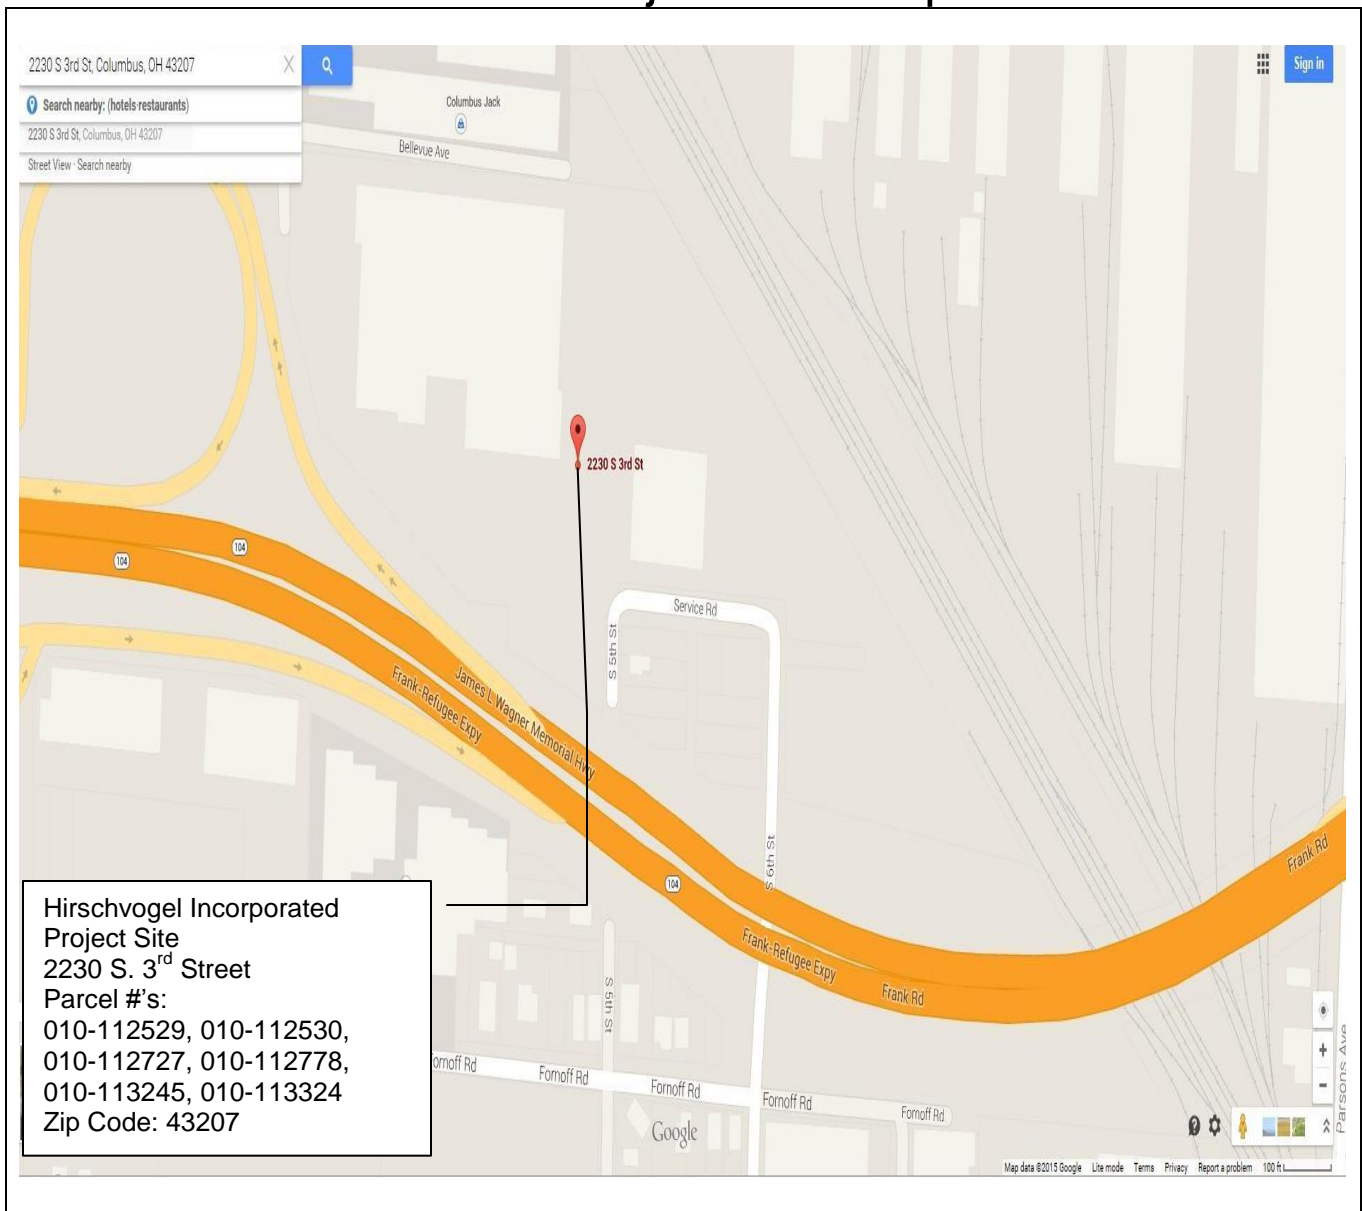 2230 S 3rd St, Columbus, OH 43207
Sign in
Search nearby: (hotels·restaurants)
2230 S 3rd St, Columbus, OH 43207
Street View · Search nearby
Columbus Jack
Bellevue Ave
2230 S 3rd St
104
104
Service Rd
S 5th St
James L Wagner Memorial Hwy
Frank-Refugee Expy
S 6th St
Frank Rd
104
Frank-Refugee Expy
Frank Rd
S 5th St
Hirschvogel Incorporated
Project Site
2230 S. 3rd Street
Parcel #'s:
010-112529, 010-112530,
010-112727, 010-112778,
010-113245, 010-113324
Zip Code: 43207
Fornoff Rd
Fornoff Rd
Fornoff Rd
Fornoff Rd
Parsons Ave
Google
Map data ©2015 Google Lite mode Terms Privacy Report a problem 100 ft